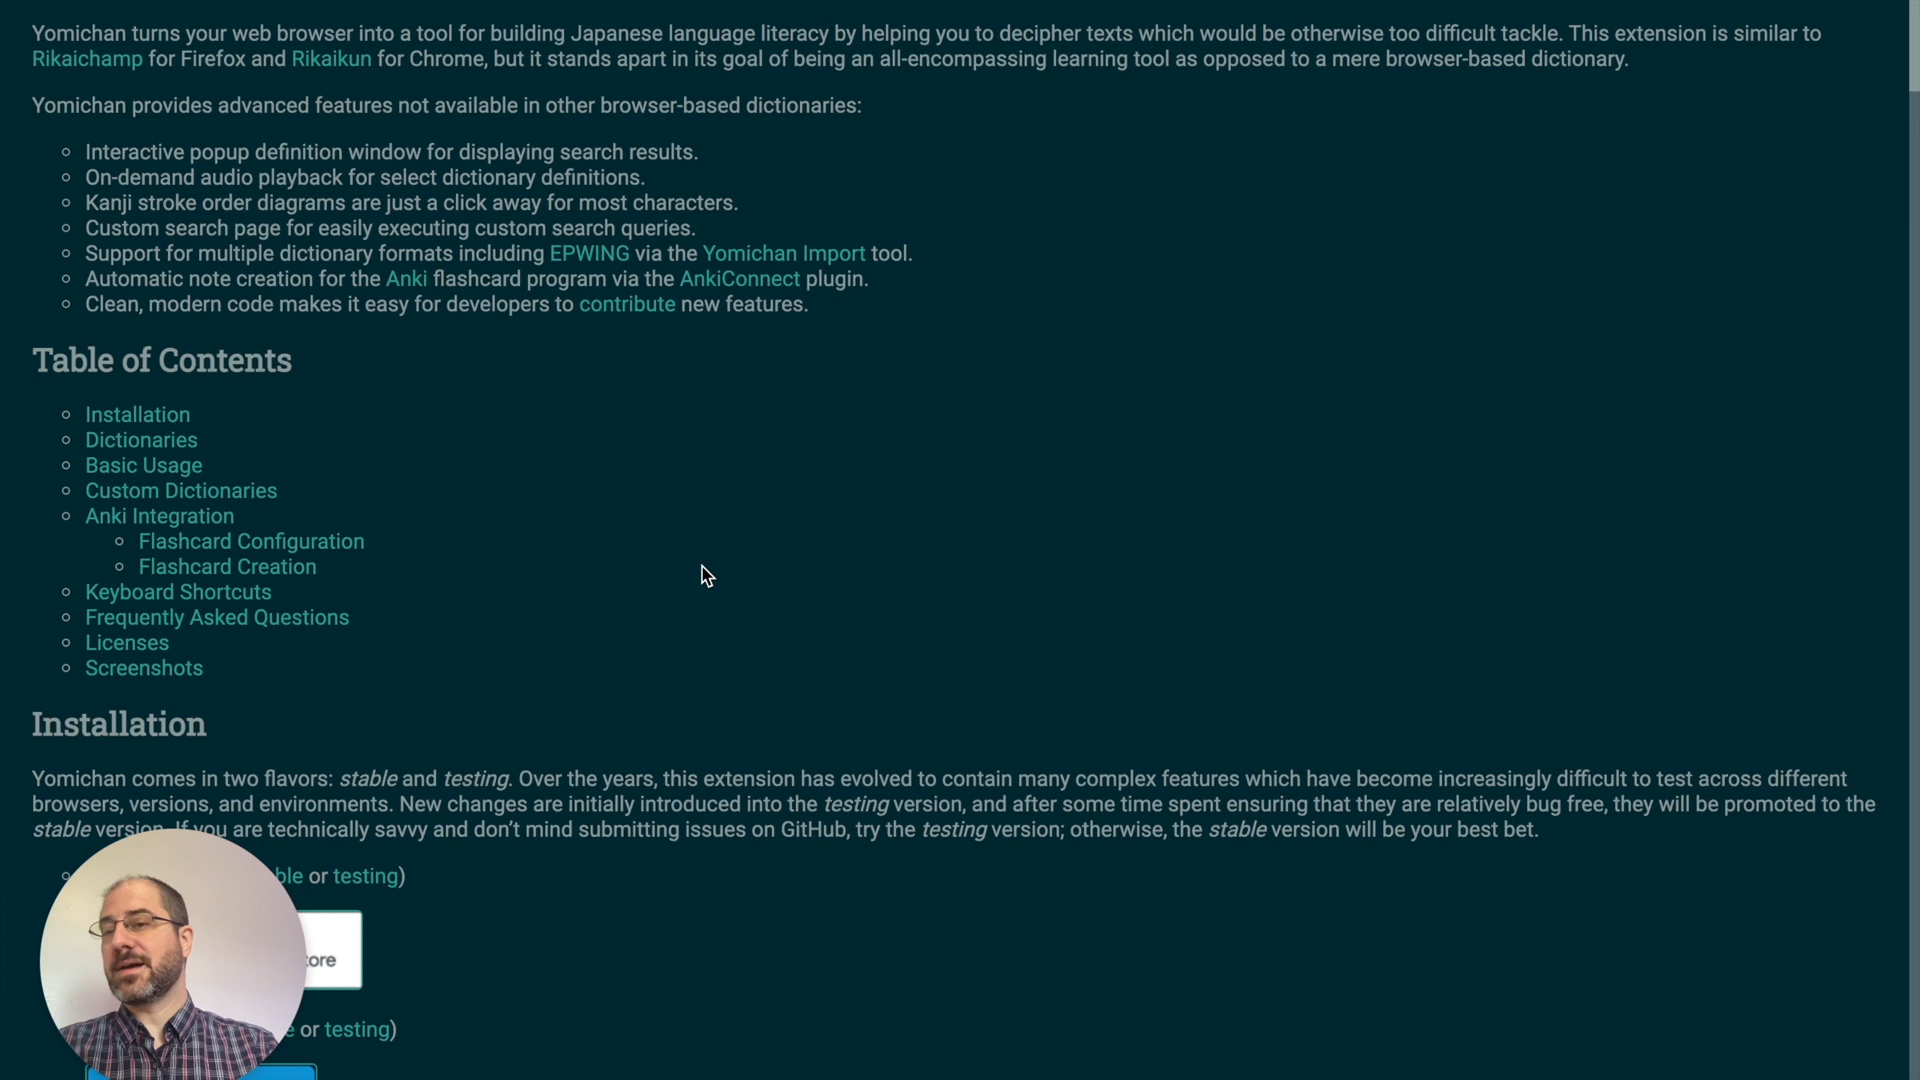 Yomichan turns your web browser into a tool for building Japanese language literacy by helping you to decipher texts which would be otherwise too difficult tackle. This extension is similar to
Rikaichamp for Firefox and Rikaikun for Chrome, but it stands apart in its goal of being an all-encompassing learning tool as opposed to a mere browser-based dictionary.
Yomichan provides advanced features not available in other browser-based dictionaries:
Interactive popup definition window for displaying search results.
On-demand audio playback for select dictionary definitions.
Kanji stroke order diagrams are just a click away for most characters.
Custom search page for easily executing custom search queries.
Support for multiple dictionary formats including EPWING via the Yomichan Import tool.
Automatic note creation for the Anki flashcard program via the AnkiConnect plugin.
Clean, modern code makes it easy for developers to contribute new features.
Table of Contents
Installation
Dictionaries
Basic Usage
Custom Dictionaries
Anki Integration
Flashcard Configuration
Flashcard Creation
Keyboard Shortcuts
Frequently Asked Questions
Licenses
Screenshots
Installation
Yomichan comes in two flavors: stable and testing. Over the years, this extension has evolved to contain many complex features which have become increasingly difficult to test across different
browsers, versions, and environments. New changes are initially introduced into the testing version, and after some time spent ensuring that they are relatively bug free, they will be promoted to the
stable version. If you are technically savvy and don’t mind submitting issues on GitHub, try the testing version; otherwise, the stable version will be your best bet.
or testing)
or testing)